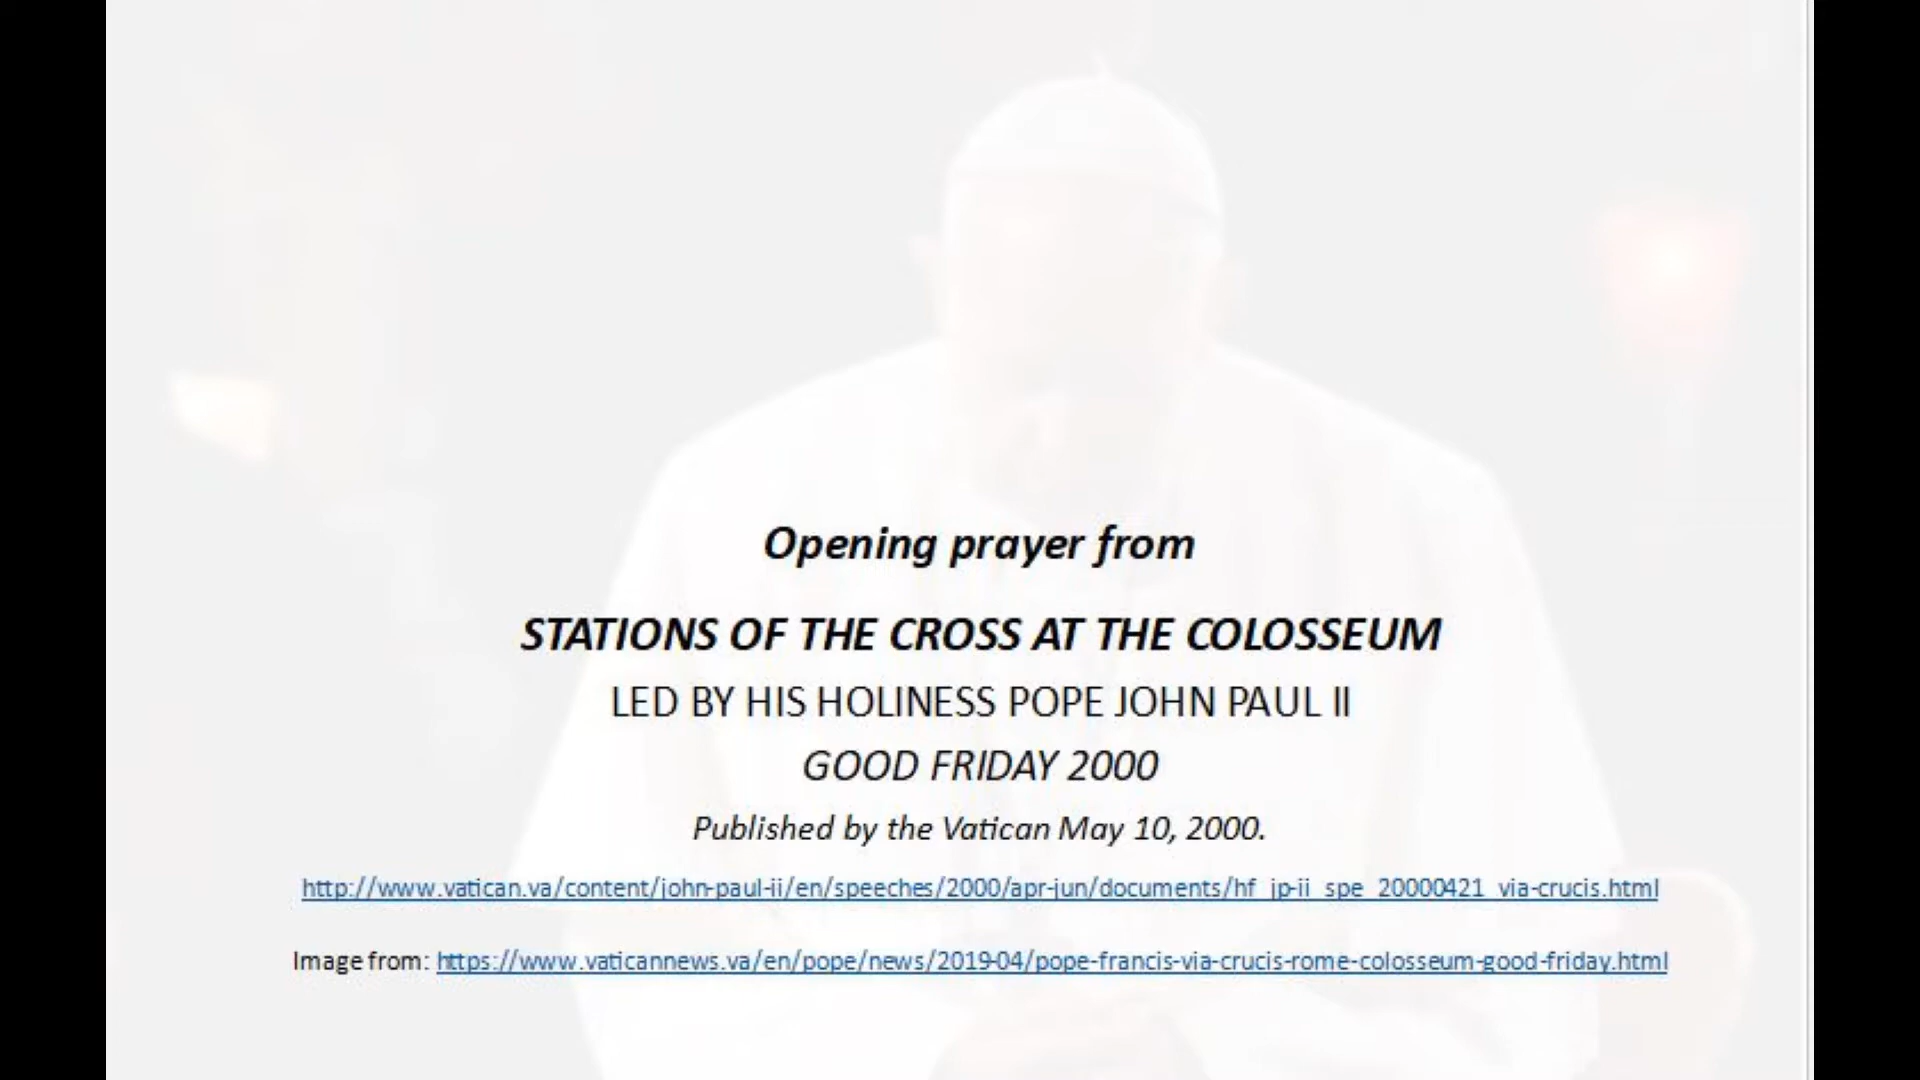 Opening prayer from
STATIONS OF THE CROSS AT THE COLOSSEUM
LED BY HIS HOLINESS POPE JOHN PAUL II
GOOD FRIDAY 2000
Published by the Vatican May 10, 2000.
http://www.vatican.va/content/john-paul-ii/en/speeches/2000/apr-jun/documents/hf_jp-ii_spe_20000421_via-crucis.html
Image from: https://www.vaticannews.va/en/pope/news/2019-04/pope-francis-via-crucis-rome-colosseum-good-friday.html